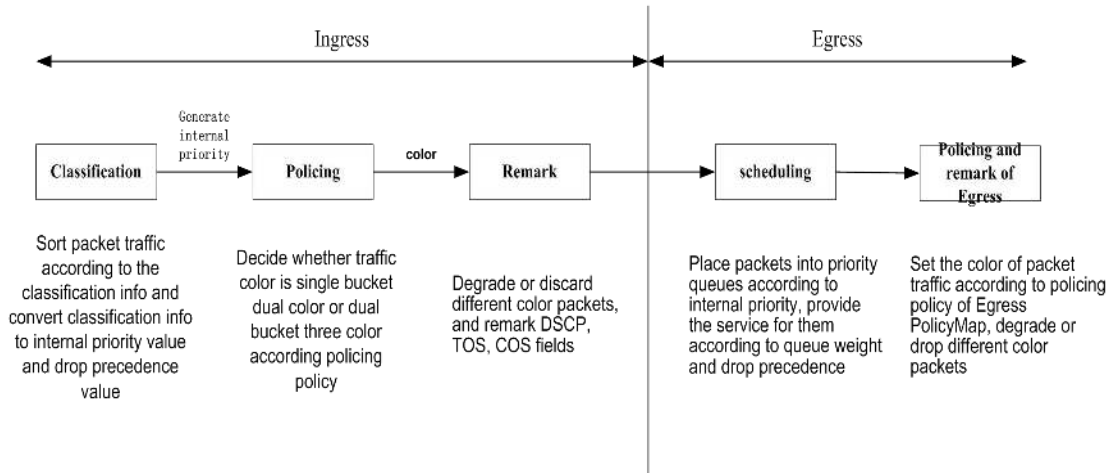 Ingress
Egress
Generate
internal
priority
color
Classification
Policing
Remark
scheduling
Policing and
remark of
Egress
Sort packet traffic
according to the
classification info and
convert classification info
to internal priority value
and drop precedence
value
Decide whether traffic
color is single bucket
dual color or dual
bucket three color
according policing
policy
Degrade or discard
different color packets,
and remark DSCP,
TOS, COS fields
Place packets into priority
queues according to
internal priority, provide
the service for them
according to queue weight
and drop precedence
Set the color of packet
traffic according to policing
policy of Egress
PolicyMap, degrade or
drop different color
packets